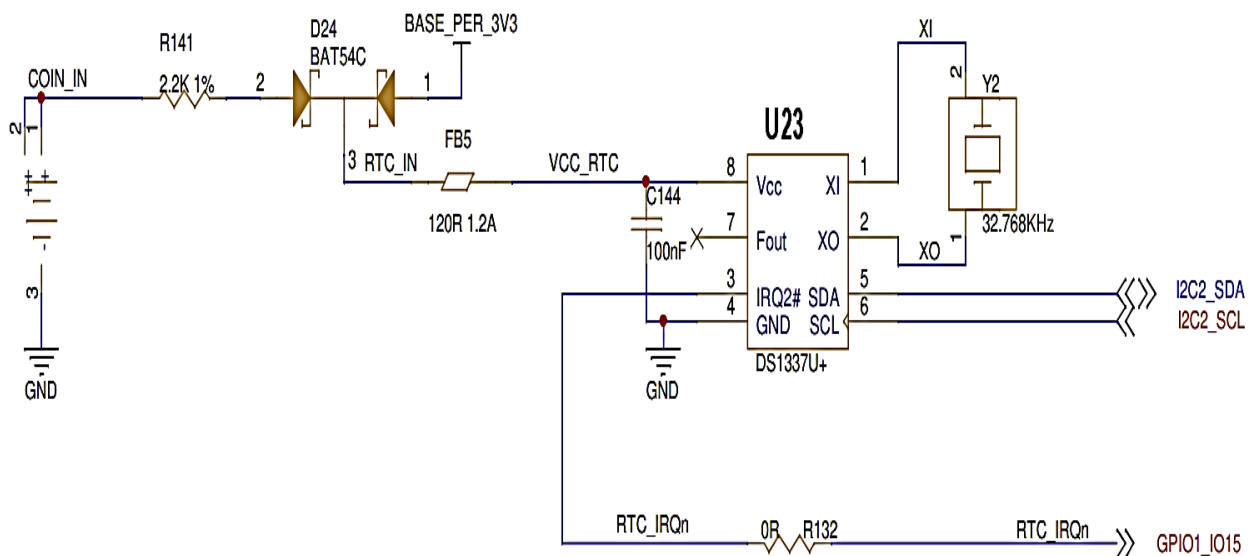 D24
BAT54C
BASE_PER_3V3
R141
2.2K 1%
COIN_IN
2
1
2
1
3
RTC_IN
FB5
120R 1.2A
VCC_RTC
C144
100nF
U23
8
Vcc
XI
1
7
Fout
XO
2
3
IRQ2#
SDA
5
4
GND
SCL
6
DS1337U+
XI
2
Y2
32.768KHz
1
XO
I2C2_SDA
I2C2_SCL
+
+
-
3
GND
GND
RTC_IRQn
0R
R132
RTC_IRQn
GPIO1_IO15